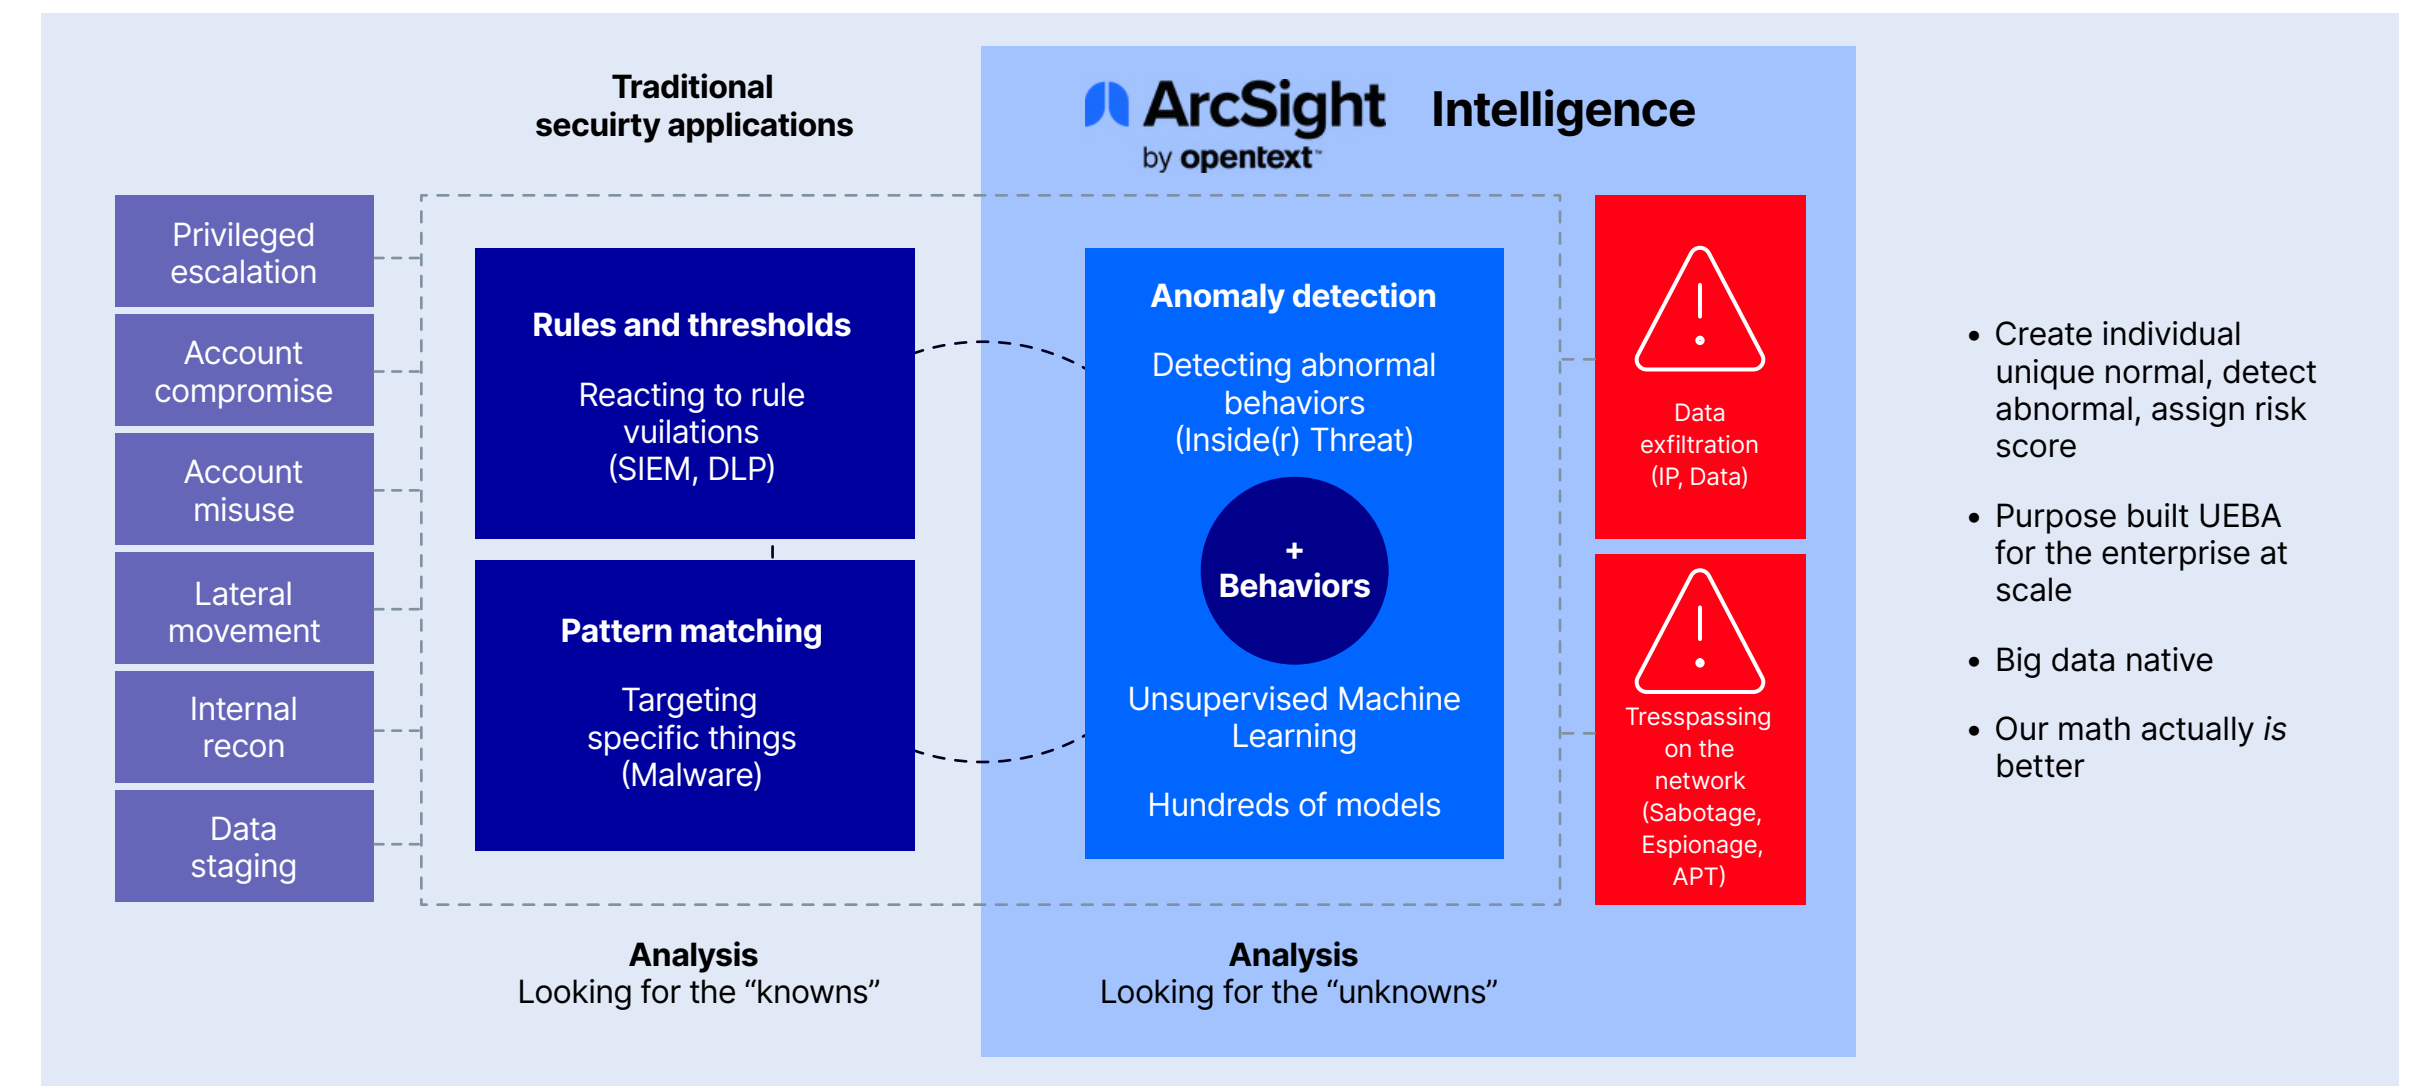 Traditional
secuirty applications
ArcSight Intelligence
by opentext™
Privileged
escalation
Account
compromise
Account
misuse
Lateral
movement
Internal
recon
Data
staging
Rules and thresholds
Reacting to rule
vuilations
(SIEM, DLP)
Pattern matching
Targeting
specific things
(Malware)
Anomaly detection
Detecting abnormal
behaviors
(Inside(r) Threat)
+
Behaviors
Unsupervised Machine
Learning
Hundreds of models
Data
exfiltration
(IP, Data)
Tresspassing
on the
network
(Sabotage,
Espionage,
APT)
• Create individual
unique normal, detect
abnormal, assign risk
score
• Purpose built UEBA
for the enterprise at
scale
• Big data native
• Our math actually is
better
Analysis
Looking for the “knowns”
Analysis
Looking for the “unknowns”